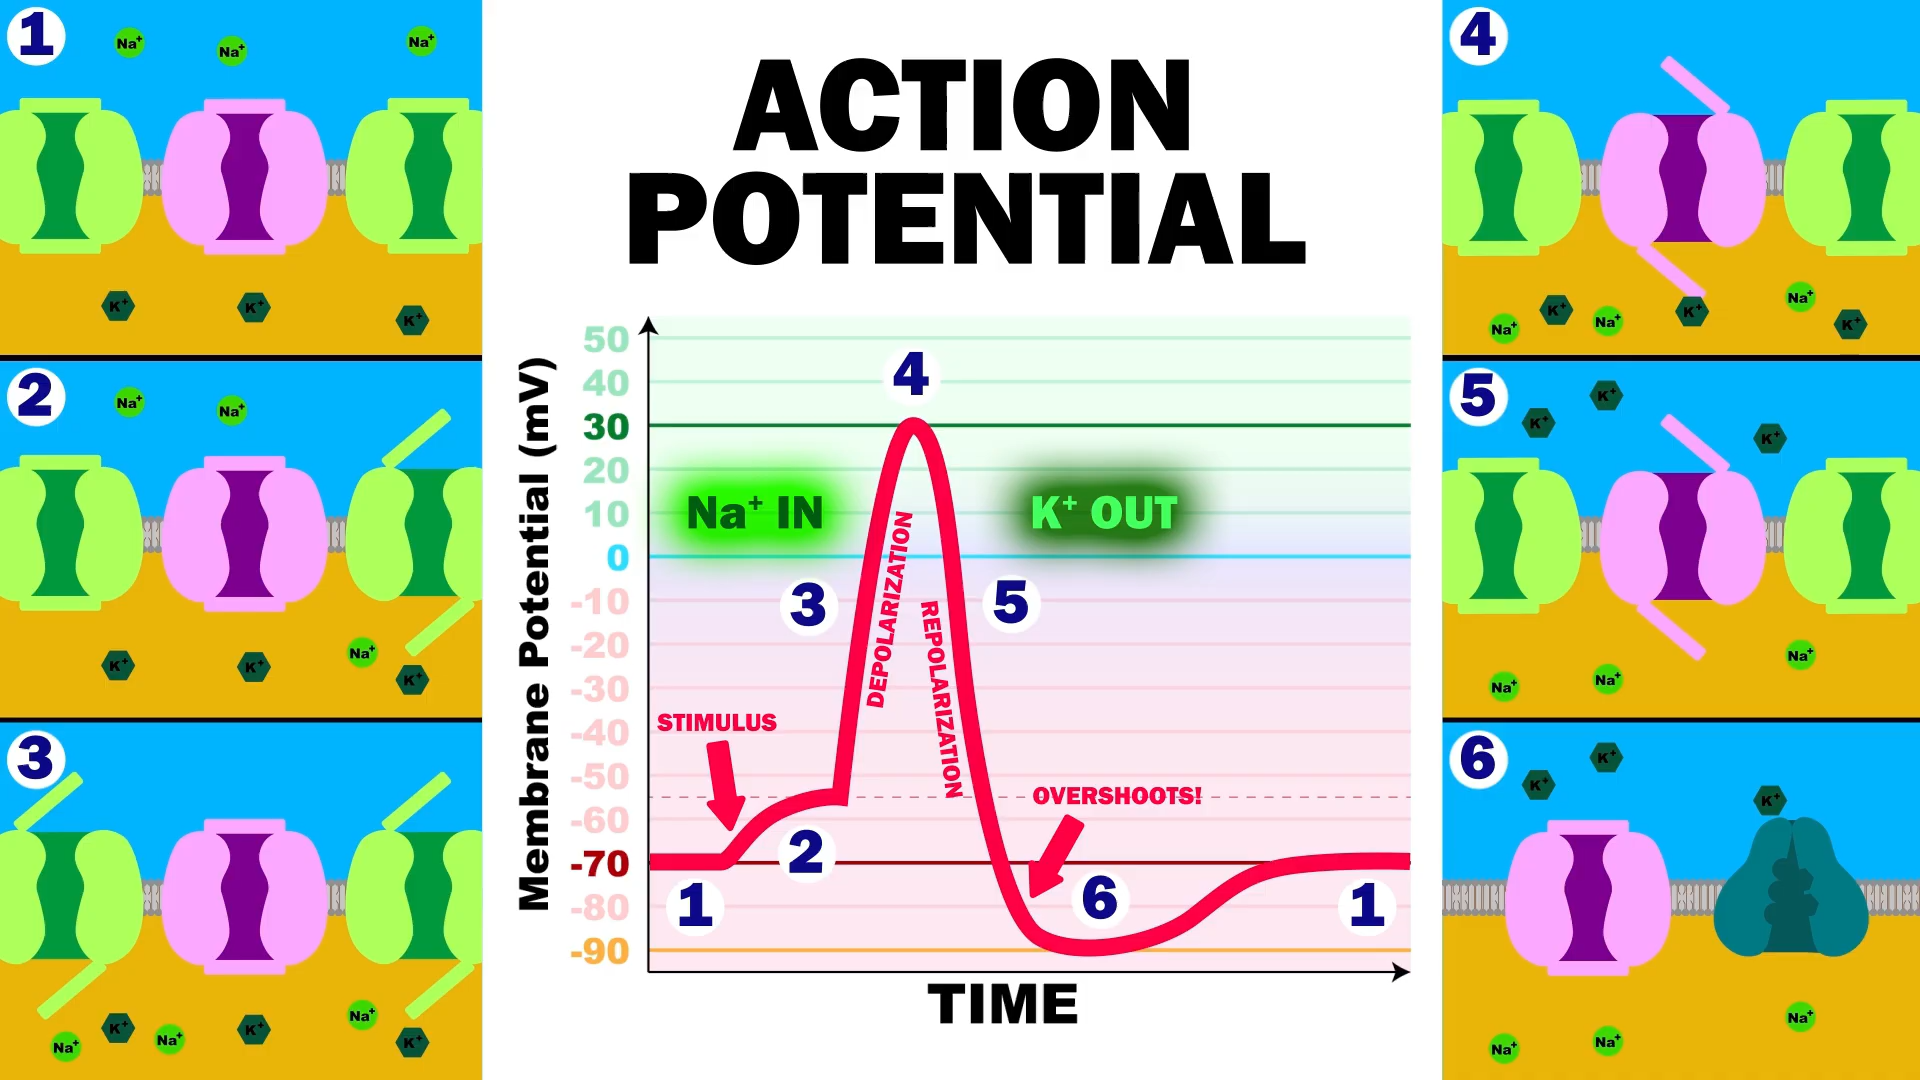 1
Na⁺
Na⁺
Na⁺
K⁺
K⁺
K⁺
2
Na⁺
Na⁺
Na⁺
K⁺
K⁺
K⁺
3
Na⁺
K⁺
Na⁺
K⁺
Na⁺
K⁺
ACTION
POTENTIAL
Membrane Potential (mV)
50
40
30
20
10
0
-10
-20
-30
-40
-50
-60
-70
-80
-90
4
Na⁺ IN
K⁺ OUT
3
5
DEPOLARIZATION
REPOLARIZATION
STIMULUS
OVERSHOOTS!
2
1
6
1
TIME
4
Na⁺
K⁺
Na⁺
K⁺
Na⁺
K⁺
5
K⁺
K⁺
K⁺
Na⁺
Na⁺
Na⁺
6
K⁺
K⁺
K⁺
Na⁺
Na⁺
Na⁺